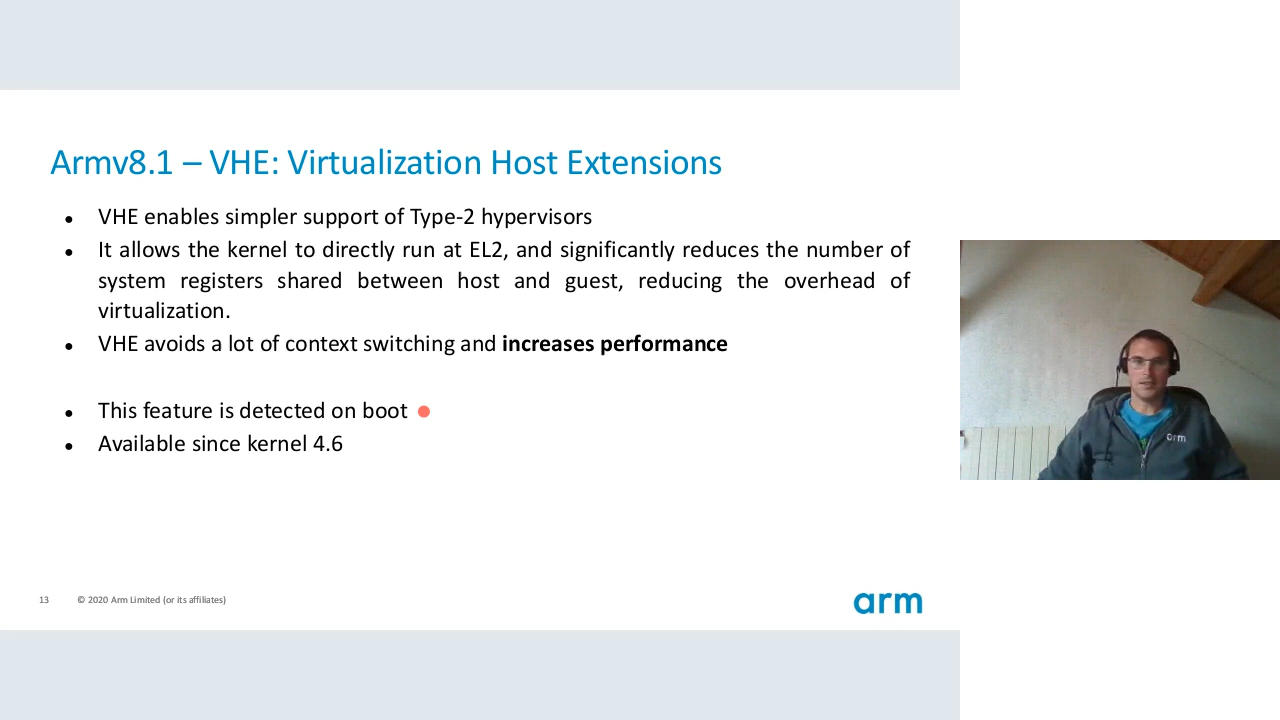 Armv8.1 – VHE: Virtualization Host Extensions
● VHE enables simpler support of Type-2 hypervisors
● It allows the kernel to directly run at EL2, and significantly reduces the number of
system registers shared between host and guest, reducing the overhead of
virtualization.
● VHE avoids a lot of context switching and increases performance
● This feature is detected on boot
● Available since kernel 4.6
arm
13 © 2020 Arm Limited (or its affiliates)
arm